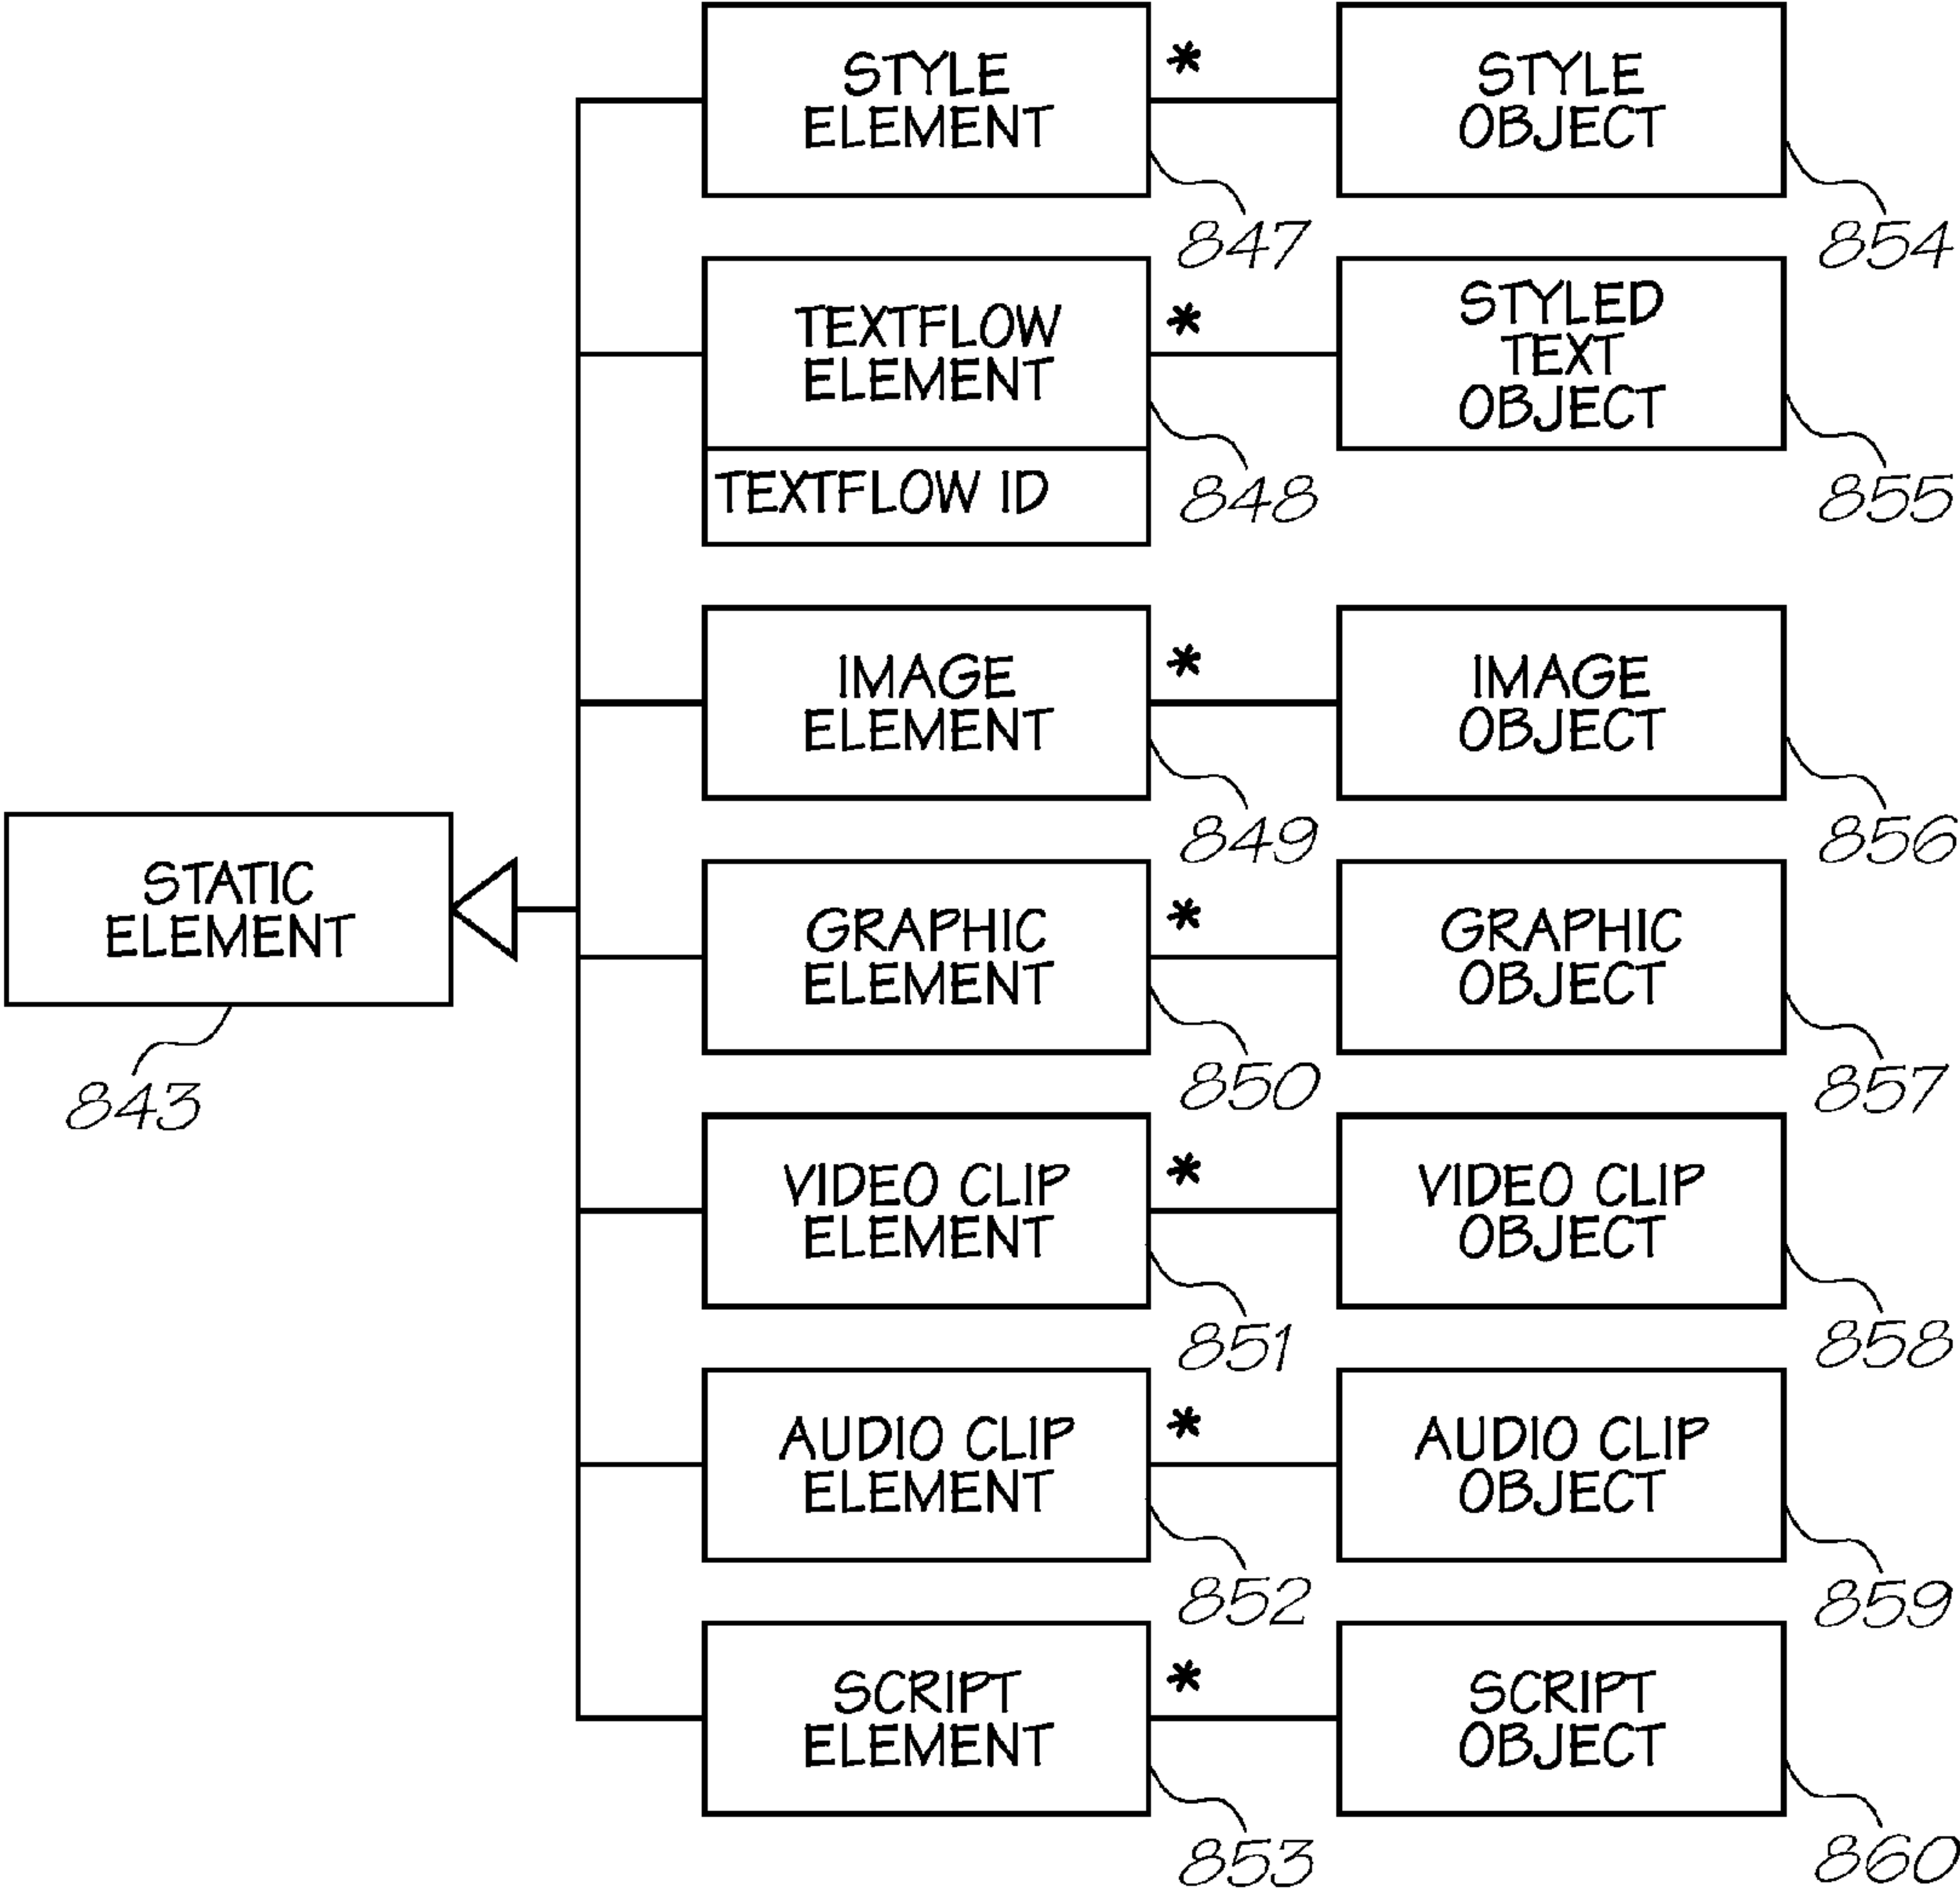 STYLE
ELEMENT
*
STYLE
OBJECT
847
854
TEXTFLOW
ELEMENT
TEXTFLOW ID
*
STYLED
TEXT
OBJECT
848
855
IMAGE
ELEMENT
*
IMAGE
OBJECT
849
856
STATIC
ELEMENT
843
GRAPHIC
ELEMENT
*
GRAPHIC
OBJECT
850
857
VIDEO CLIP
ELEMENT
*
VIDEO CLIP
OBJECT
851
858
AUDIO CLIP
ELEMENT
*
AUDIO CLIP
OBJECT
852
859
SCRIPT
ELEMENT
*
SCRIPT
OBJECT
853
860